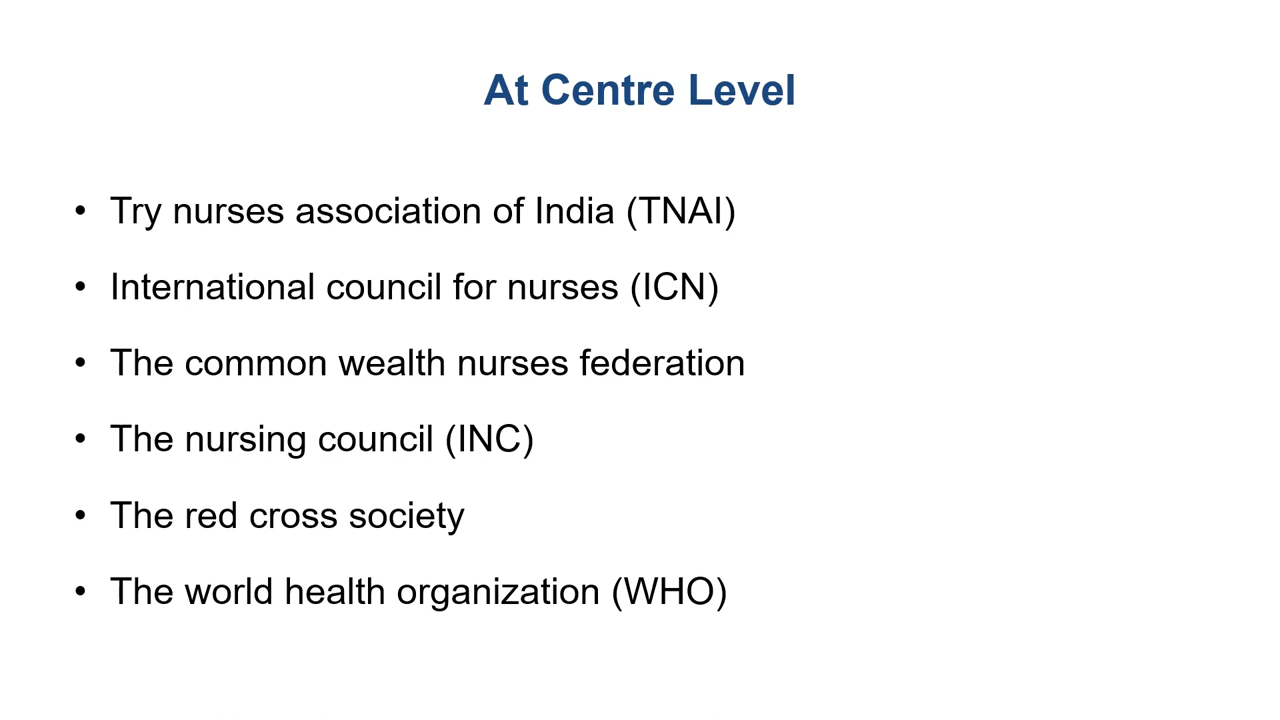 At Centre Level
• Try nurses association of India (TNAI)
• International council for nurses (ICN)
• The common wealth nurses federation
• The nursing council (INC)
• The red cross society
• The world health organization (WHO)